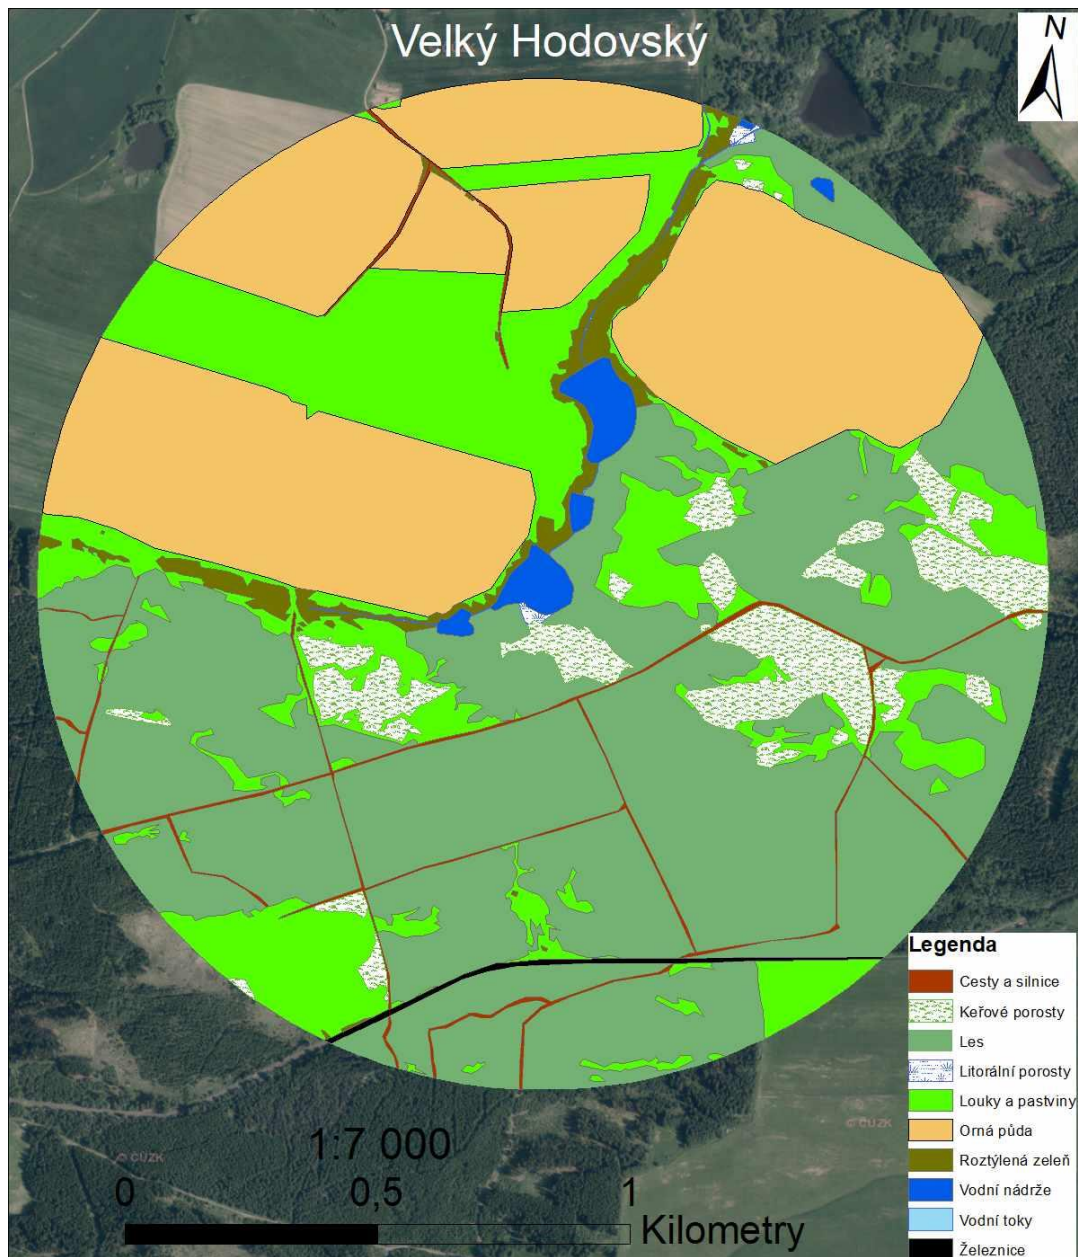 Velký Hodovský
N
Legenda
Cesty a silnice
Keřové porosty
Les
Litorální porosty
Louky a pastviny
Orná půda
Roztýlená zeleň
Vodní nádrže
Vodní toky
Železnice
© ČÚZK
© ČÚZK
1:7 000
0 0,5 1
Kilometry